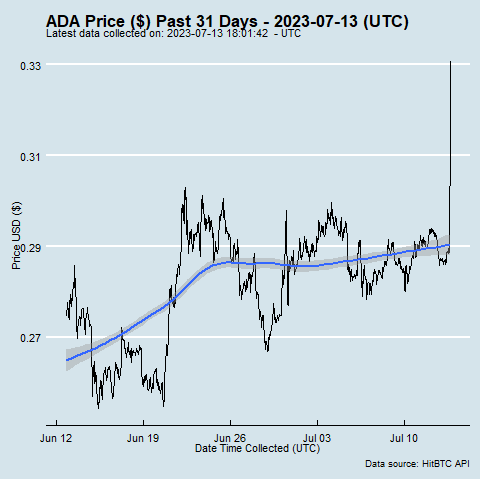 ADA Price ($) Past 31 Days - 2023-07-13 (UTC)
Latest data collected on: 2023-07-13 18:01:42  - UTC
0.33
0.31
0.29
0.27
Price USD ($)
Jun 12
Jun 19
Jun 26
Jul 03
Jul 10
Date Time Collected (UTC)
Data source: HitBTC API